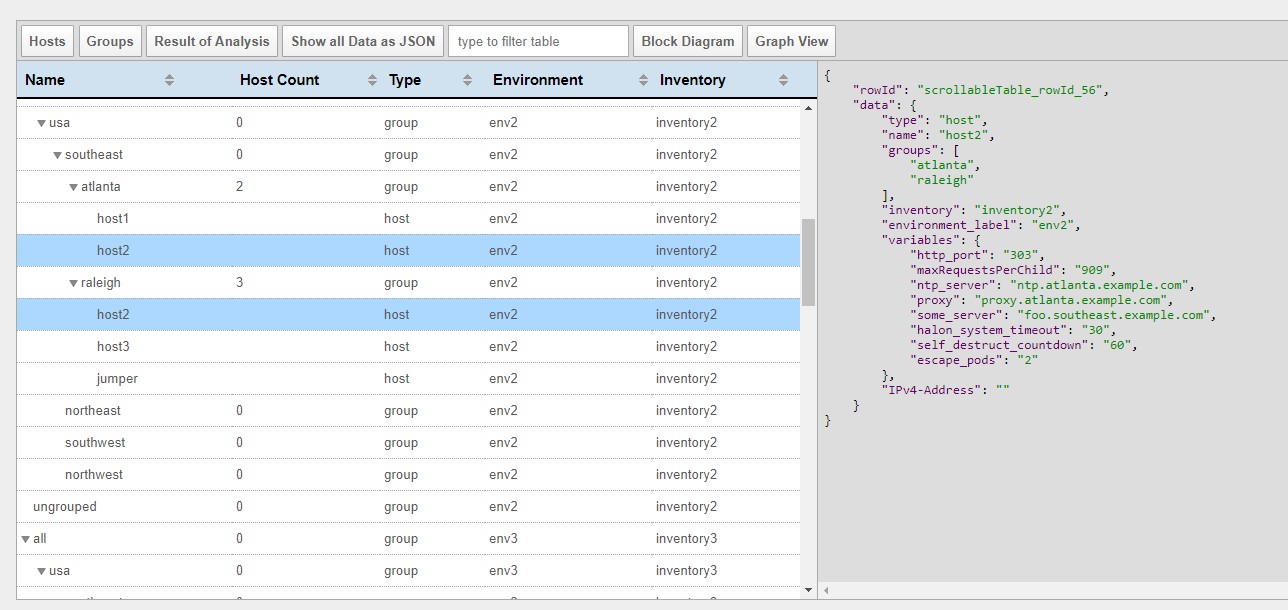 Hosts Groups Result of Analysis Show all Data as JSON type to filter table Block Diagram Graph View
Name Host Count Type Environment Inventory
usa 0 group env2 inventory2
southeast 0 group env2 inventory2
atlanta 2 group env2 inventory2
host1 host env2 inventory2
host2 host env2 inventory2
raleigh 3 group env2 inventory2
host2 host env2 inventory2
host3 host env2 inventory2
jumper host env2 inventory2
northeast 0 group env2 inventory2
southwest 0 group env2 inventory2
northwest 0 group env2 inventory2
ungrouped 0 group env2 inventory2
all 0 group env3 inventory3
usa 0 group env3 inventory3
{
"rowId": "scrollableTable_rowId_56",
"data": {
"type": "host",
"name": "host2",
"groups": [
"atlanta",
"raleigh"
],
"inventory": "inventory2",
"environment_label": "env2",
"variables": {
"http_port": "303",
"maxRequestsPerChild": "909",
"ntp_server": "ntp.atlanta.example.com",
"proxy": "proxy.atlanta.example.com",
"some_server": "foo.southeast.example.com",
"halon_system_timeout": "30",
"self_destruct_countdown": "60",
"escape_pods": "2"
},
"IPv4-Address": ""
}
}